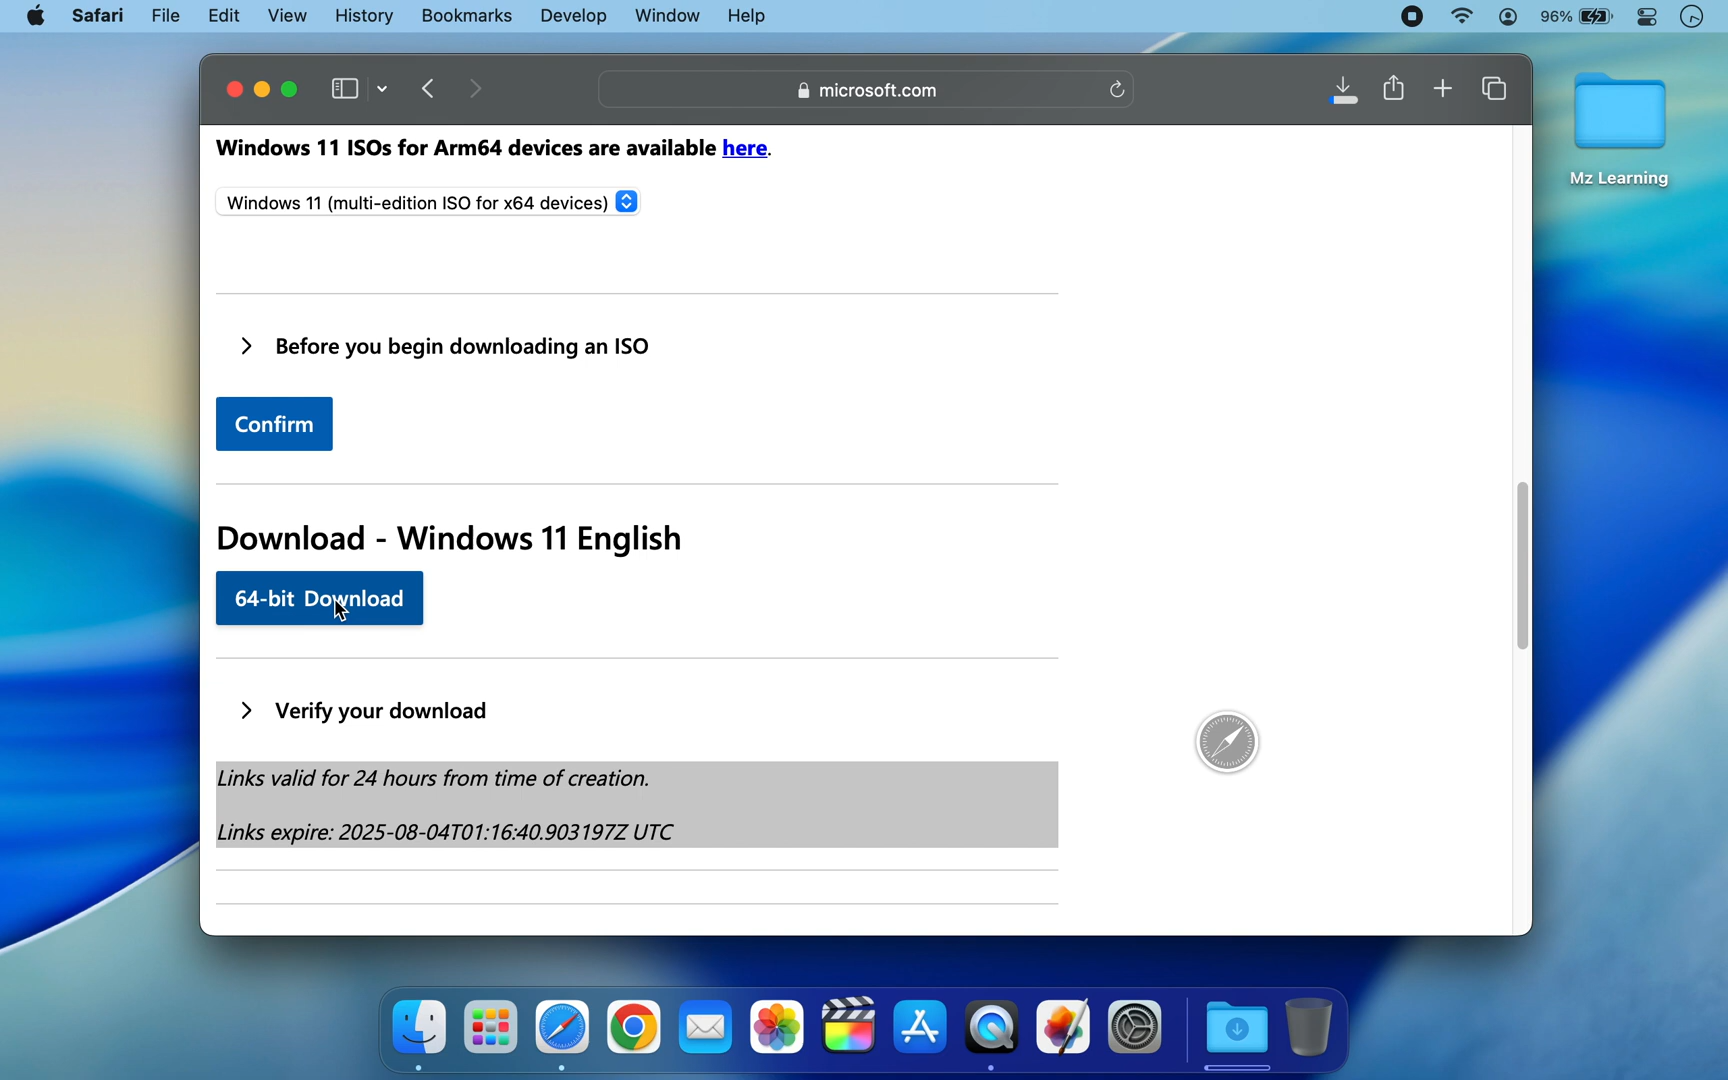 Safari File Edit View History Bookmarks Develop Window Help 96%
microsoft.com
Mz Learning
Windows 11 ISOs for Arm64 devices are available here.
Windows 11 (multi-edition ISO for x64 devices)
Before you begin downloading an ISO
Confirm
Download - Windows 11 English
64-bit Download
Verify your download
Links valid for 24 hours from time of creation.
Links expire: 2025-08-04T01:16:40.903197Z UTC